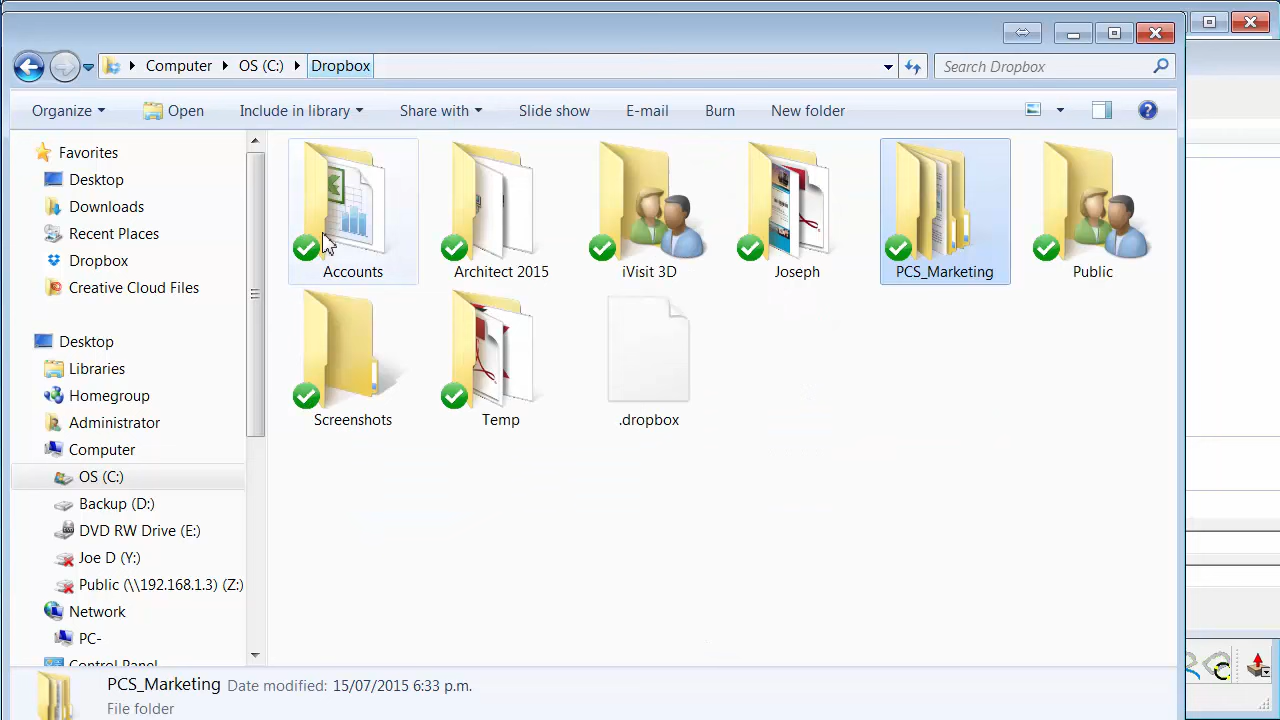 Computer OS (C:) Dropbox
Search Dropbox
Organize Open Include in library Share with Slide show E-mail Burn New folder
Favorites
Desktop
Downloads
Recent Places
Dropbox
Creative Cloud Files
Desktop
Libraries
Homegroup
Administrator
Computer
OS (C:)
Backup (D:)
DVD RW Drive (E:)
Joe D (Y:)
Public (\\192.168.1.3) (Z:)
Network
PC-
Control Panel
Accounts
Architect 2015
iVisit 3D
Joseph
PCS_Marketing
Public
Screenshots
Temp
.dropbox
PCS_Marketing Date modified: 15/07/2015 6:33 p.m.
File folder